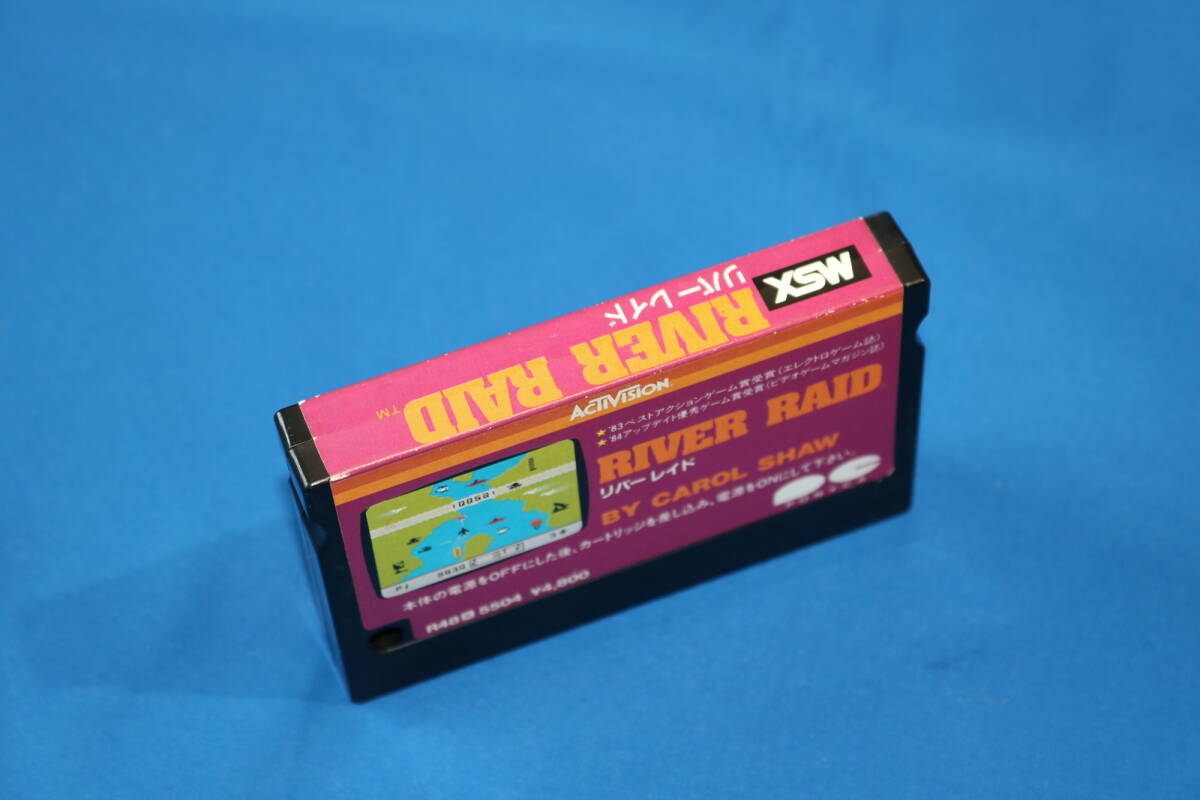 MSX
リバーレイド
RIVER RAID™
ACTIVISION
★'83ベストアクションゲーム賞受賞(エレクトロゲーム誌)
★'84アップデイト優秀ゲーム賞受賞(ビデオゲームマガジン誌)
RIVER RAID
リバーレイド
BY CAROL SHAW
本体の電源をOFFにした後、カートリッジを差し込み、電源をONにして下さい。
R48 5504 ¥4,800